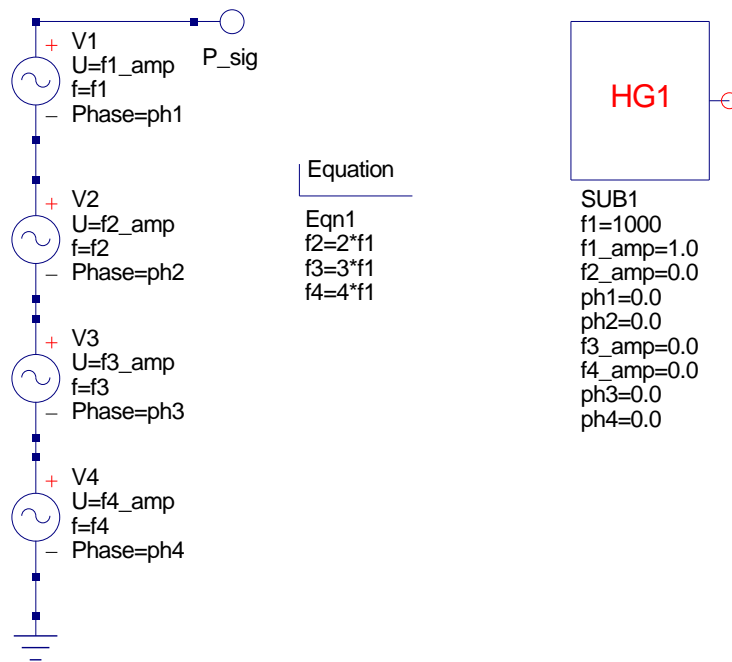 V1
U=f1_amp
f=f1
Phase=ph1
P_sig
V2
U=f2_amp
f=f2
Phase=ph2
V3
U=f3_amp
f=f3
Phase=ph3
V4
U=f4_amp
f=f4
Phase=ph4
Equation
Eqn1
f2=2*f1
f3=3*f1
f4=4*f1
HG1
SUB1
f1=1000
f1_amp=1.0
f2_amp=0.0
ph1=0.0
ph2=0.0
f3_amp=0.0
f4_amp=0.0
ph3=0.0
ph4=0.0